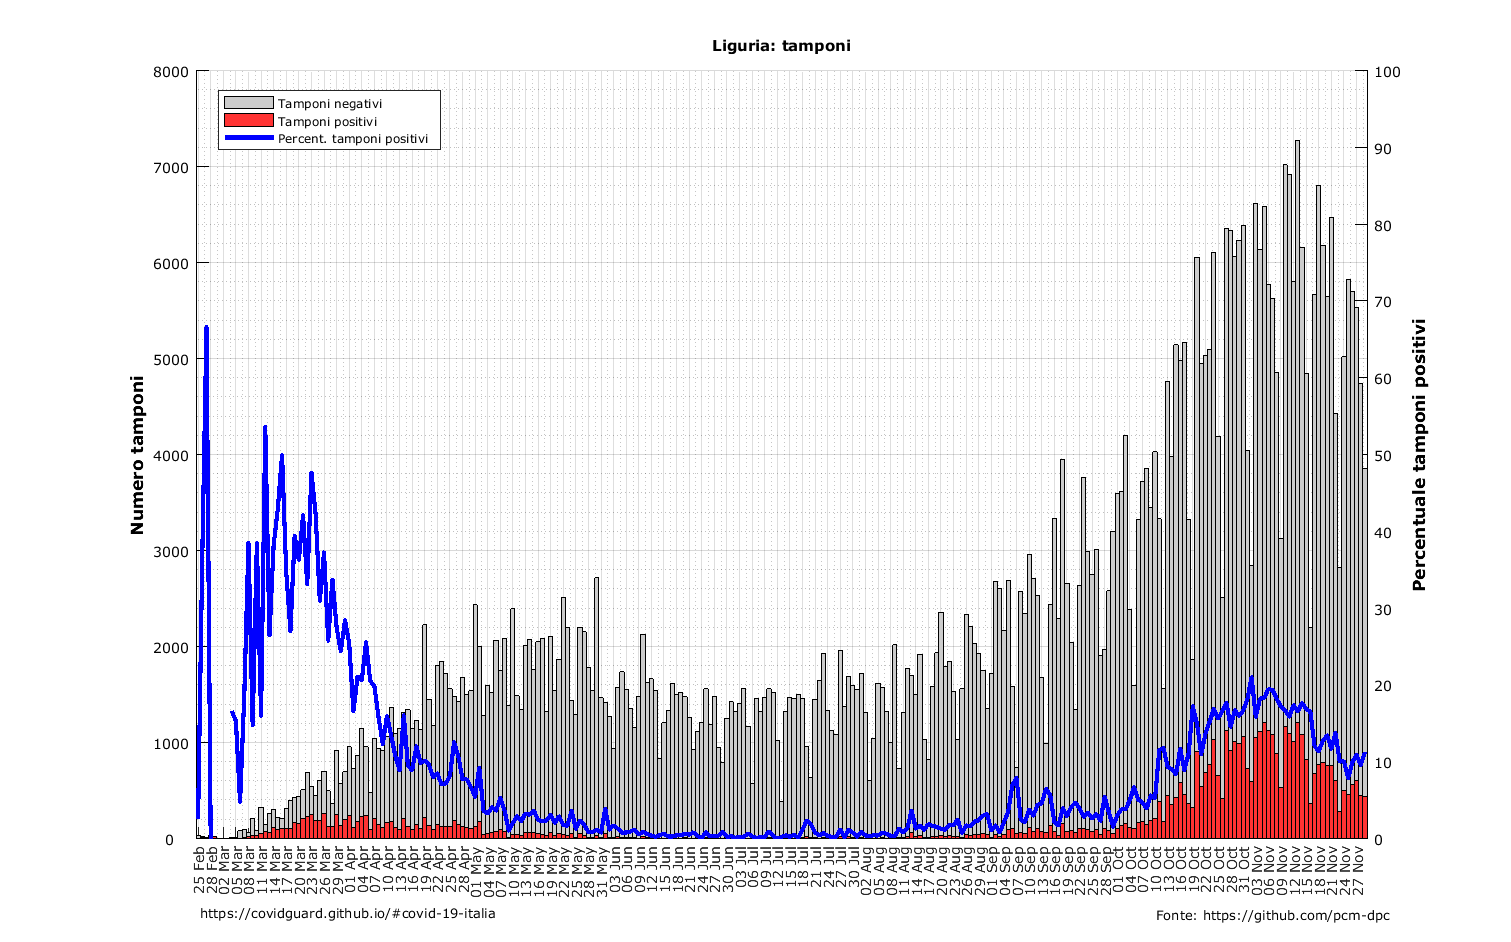 Liguria: tamponi
8000
7000
6000
5000
4000
3000
2000
1000
0
Numero tamponi
Tamponi negativi
Tamponi positivi
Percent. tamponi positivi
100
90
80
70
60
50
40
30
20
10
0
Percentuale tamponi positivi
25 Feb
28 Feb
02 Mar
05 Mar
08 Mar
11 Mar
14 Mar
17 Mar
20 Mar
23 Mar
26 Mar
29 Mar
01 Apr
04 Apr
07 Apr
10 Apr
13 Apr
16 Apr
19 Apr
22 Apr
25 Apr
28 Apr
01 May
04 May
07 May
10 May
13 May
16 May
19 May
22 May
25 May
28 May
31 May
03 Jun
06 Jun
09 Jun
12 Jun
15 Jun
18 Jun
21 Jun
24 Jun
27 Jun
30 Jun
03 Jul
06 Jul
09 Jul
12 Jul
15 Jul
18 Jul
21 Jul
24 Jul
27 Jul
30 Jul
02 Aug
05 Aug
08 Aug
11 Aug
14 Aug
17 Aug
20 Aug
23 Aug
26 Aug
29 Aug
01 Sep
04 Sep
07 Sep
10 Sep
13 Sep
16 Sep
19 Sep
22 Sep
25 Sep
28 Sep
01 Oct
04 Oct
07 Oct
10 Oct
13 Oct
16 Oct
19 Oct
22 Oct
25 Oct
28 Oct
31 Oct
03 Nov
06 Nov
09 Nov
12 Nov
15 Nov
18 Nov
21 Nov
24 Nov
27 Nov
https://covidguard.github.io/#covid-19-italia
Fonte: https://github.com/pcm-dpc